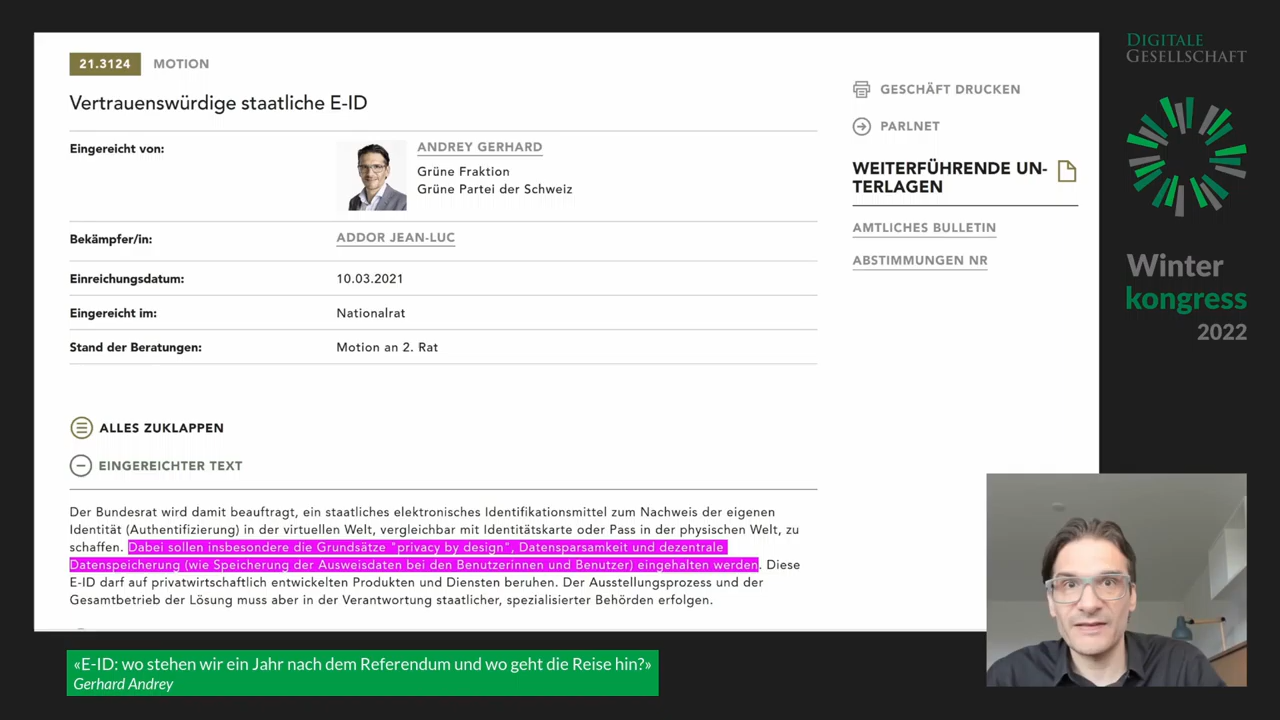 21.3124 MOTION
Vertrauenswürdige staatliche E-ID
Eingereicht von:
ANDREY GERHARD
Grüne Fraktion
Grüne Partei der Schweiz
Bekämpfer/in:
ADDOR JEAN-LUC
Einreichungsdatum:
10.03.2021
Eingereicht im:
Nationalrat
Stand der Beratungen:
Motion an 2. Rat
ALLES ZUKLAPPEN
EINGEREICHTER TEXT
Der Bundesrat wird damit beauftragt, ein staatliches elektronisches Identifikationsmittel zum Nachweis der eigenen
Identität (Authentifizierung) in der virtuellen Welt, vergleichbar mit Identitätskarte oder Pass in der physischen Welt, zu
schaffen. Dabei sollen insbesondere die Grundsätze "privacy by design", Datensparsamkeit und dezentrale
Datenspeicherung (wie Speicherung der Ausweisdaten bei den Benutzerinnen und Benutzer) eingehalten werden. Diese
E-ID darf auf privatwirtschaftlich entwickelten Produkten und Diensten beruhen. Der Ausstellungsprozess und der
Gesamtbetrieb der Lösung muss aber in der Verantwortung staatlicher, spezialisierter Behörden erfolgen.
GESCHÄFT DRUCKEN
PARLNET
WEITERFÜHRENDE UN-
TERLAGEN
AMTLICHES BULLETIN
ABSTIMMUNGEN NR
DIGITALE
GESELLSCHAFT
Winter
kongress
2022
«E-ID: wo stehen wir ein Jahr nach dem Referendum und wo geht die Reise hin?»
Gerhard Andrey